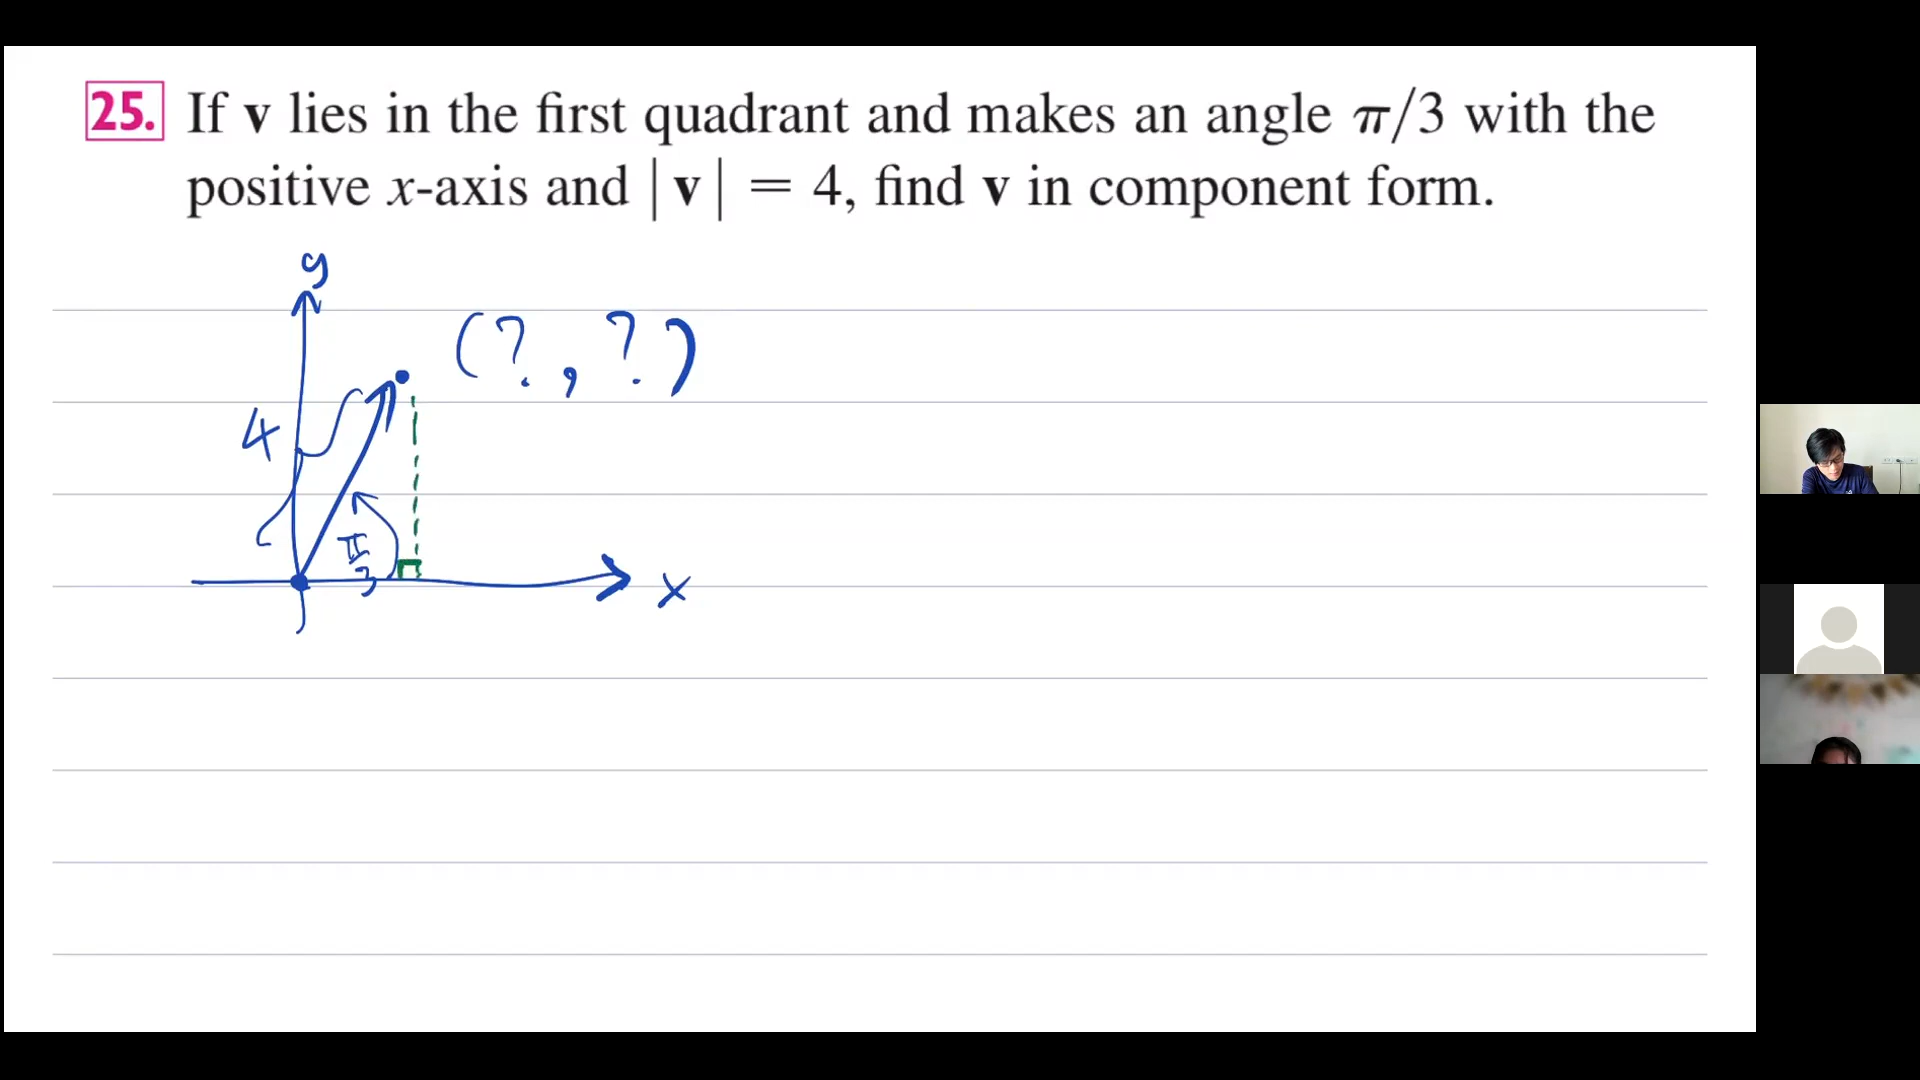 25. If v lies in the first quadrant and makes an angle π/3 with the
positive x-axis and |v| = 4, find v in component form.
y
(?, ?)
4
π
3
x